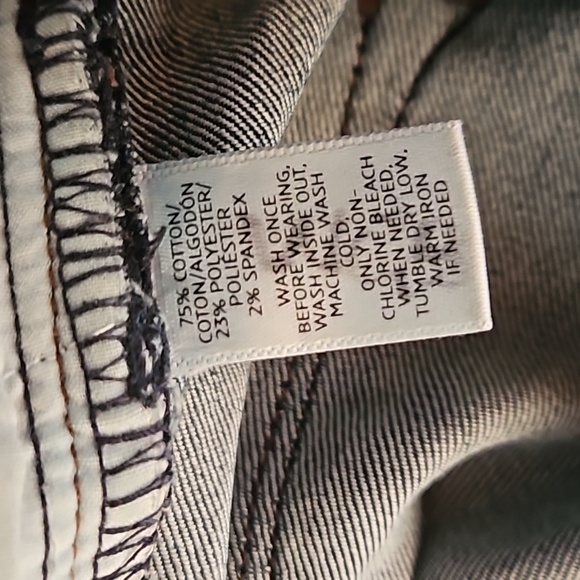 75% COTTON/
COTON/ALGODÓN
23% POLYESTER/
POLIESTER
2% SPANDEX
WASH ONCE
BEFORE WEARING,
WASH INSIDE OUT,
MACHINE WASH
COLD,
ONLY NON-
CHLORINE BLEACH
WHEN NEEDED,
TUMBLE DRY LOW,
WARM IRON
IF NEEDED